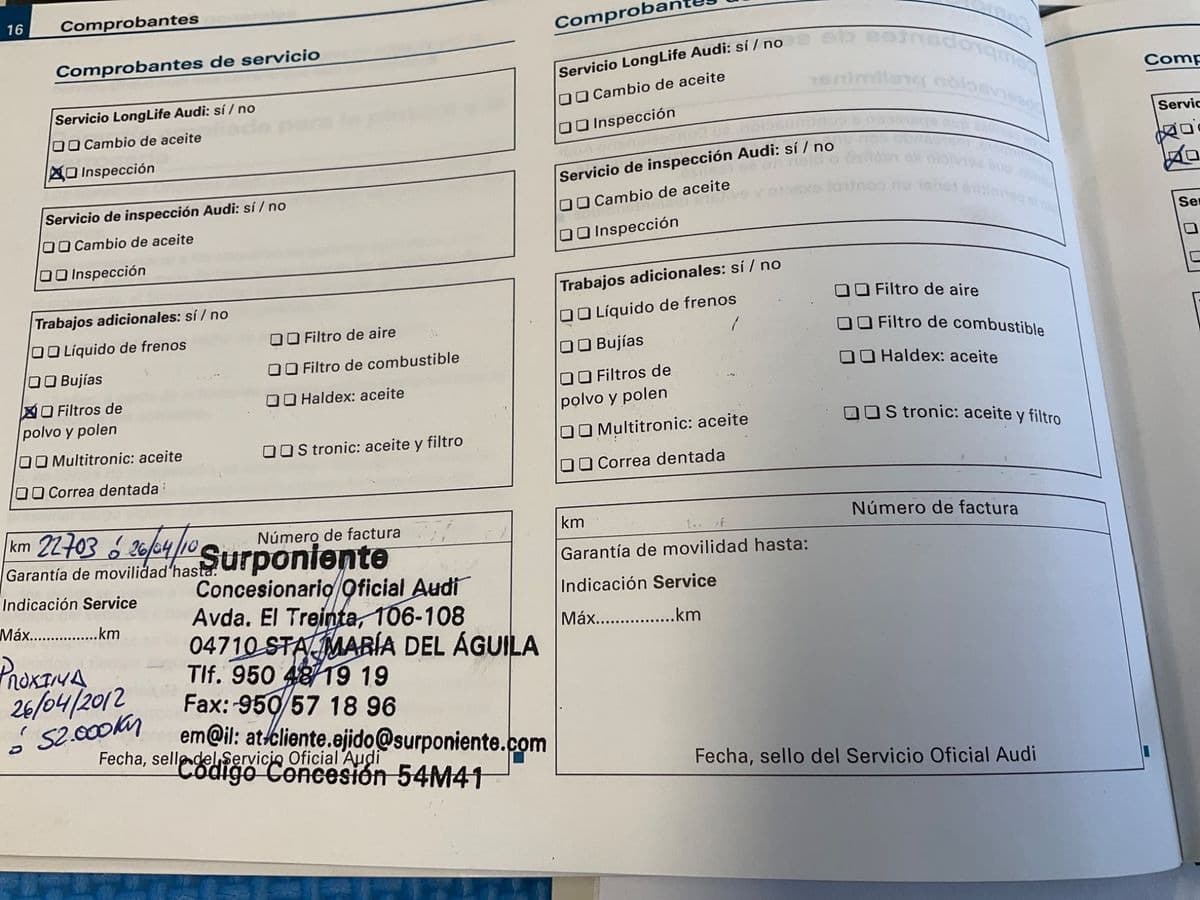 16 Comprobantes
Comprobantes de servicio
Servicio LongLife Audi: sí / no
❏❏ Cambio de aceite
☒❏ Inspección
Servicio de inspección Audi: sí / no
❏❏ Cambio de aceite
❏❏ Inspección
Trabajos adicionales: sí / no
❏❏ Líquido de frenos
❏❏ Filtro de aire
❏❏ Bujías
❏❏ Filtro de combustible
☒❏ Filtros de
polvo y polen
❏❏ Haldex: aceite
❏❏ Multitronic: aceite
❏❏ S tronic: aceite y filtro
❏❏ Correa dentada
km 22703 ó 26/04/10
Número de factura
Garantía de movilidad hasta:
Indicación Service
Máx................km
PROXIMA
26/04/2012
ó 52.000 Km
Surponiente
Concesionario Oficial Audi
Avda. El Treinta, 106-108
04710 STA. MARÍA DEL ÁGUILA
Tlf. 950 48 19 19
Fax: 950 57 18 96
em@il: at.cliente.ejido@surponiente.com
Fecha, sello del Servicio Oficial Audi
Código Concesión 54M41
Servicio LongLife Audi: sí / no
❏❏ Cambio de aceite
❏❏ Inspección
Servicio de inspección Audi: sí / no
❏❏ Cambio de aceite
❏❏ Inspección
Trabajos adicionales: sí / no
❏❏ Líquido de frenos
❏❏ Filtro de aire
❏❏ Bujías
❏❏ Filtro de combustible
❏❏ Filtros de
polvo y polen
❏❏ Haldex: aceite
❏❏ Multitronic: aceite
❏❏ S tronic: aceite y filtro
❏❏ Correa dentada
km
Número de factura
Garantía de movilidad hasta:
Indicación Service
Máx................km
Fecha, sello del Servicio Oficial Audi